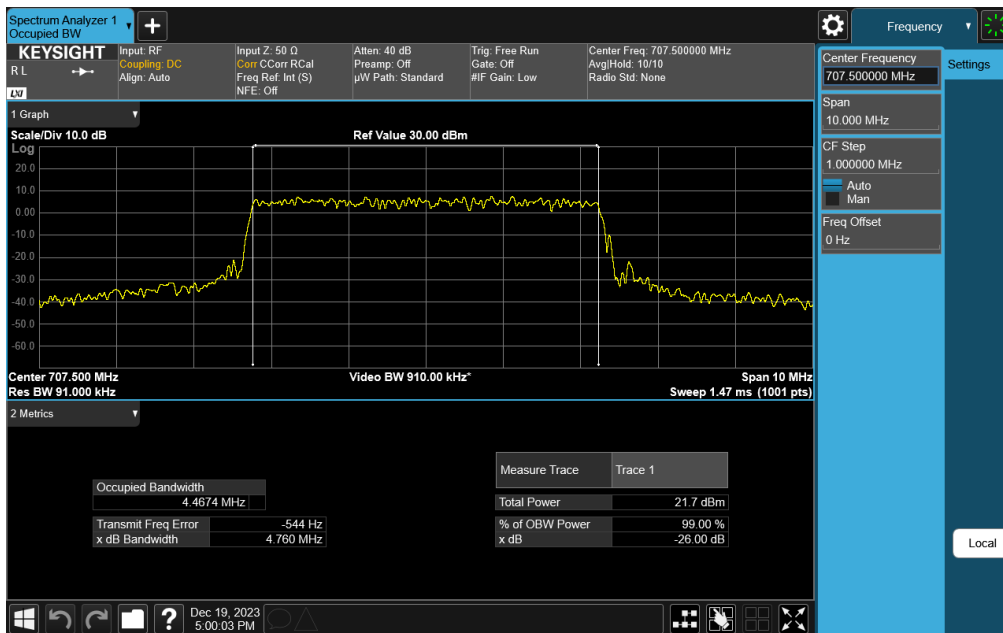 Spectrum Analyzer 1
Occupied BW
Frequency
KEYSIGHT
R L
LXI
Input: RF
Coupling: DC
Align: Auto
Input Z: 50 Ω
Corr CCorr RCal
Freq Ref: Int (S)
NFE: Off
Atten: 40 dB
Preamp: Off
µW Path: Standard
Trig: Free Run
Gate: Off
#IF Gain: Low
Center Freq: 707.500000 MHz
Avg|Hold: 10/10
Radio Std: None
Center Frequency
707.500000 MHz
Settings
Span
10.000 MHz
CF Step
1.000000 MHz
Auto
Man
Freq Offset
0 Hz
Local
1 Graph
Scale/Div 10.0 dB
Ref Value 30.00 dBm
Log
20.0
10.0
0.00
-10.0
-20.0
-30.0
-40.0
-50.0
-60.0
Center 707.500 MHz
Video BW 910.00 kHz*
Span 10 MHz
Res BW 91.000 kHz
Sweep 1.47 ms (1001 pts)
2 Metrics
Measure Trace Trace 1
Occupied Bandwidth
4.4674 MHz
Total Power 21.7 dBm
Transmit Freq Error -544 Hz
% of OBW Power 99.00 %
x dB Bandwidth 4.760 MHz
x dB -26.00 dB
?
Dec 19, 2023
5:00:03 PM